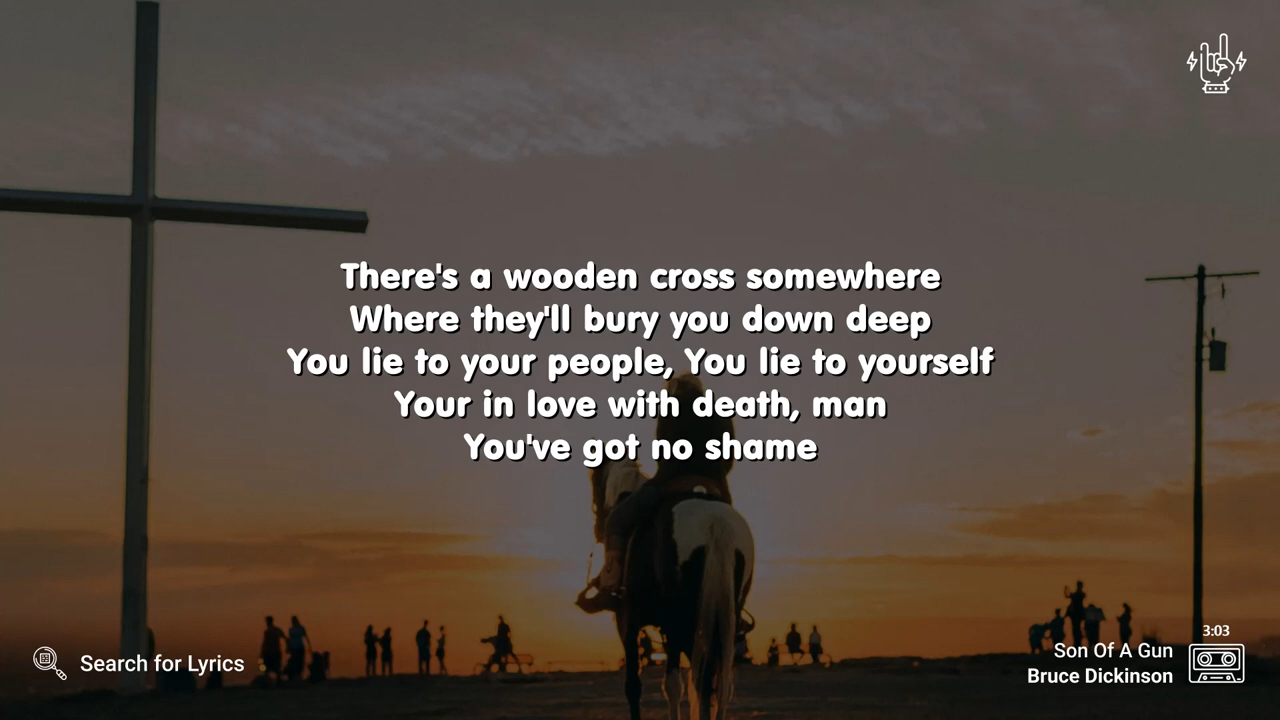 There's a wooden cross somewhere
Where they'll bury you down deep
You lie to your people, You lie to yourself
Your in love with death, man
You've got no shame
3:03
Search for Lyrics
Son Of A Gun
Bruce Dickinson